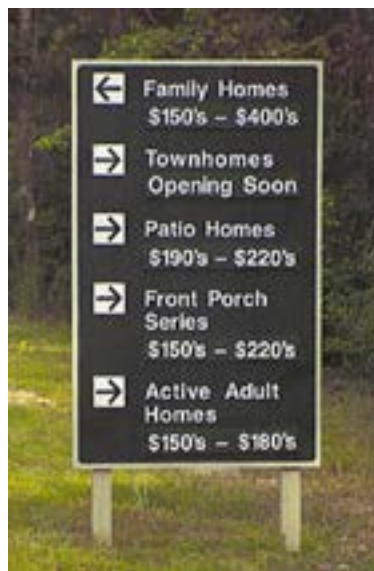 ← Family Homes
$150's – $400's
→ Townhomes
Opening Soon
→ Patio Homes
$190's – $220's
→ Front Porch
Series
$150's – $220's
→ Active Adult
Homes
$150's – $180's